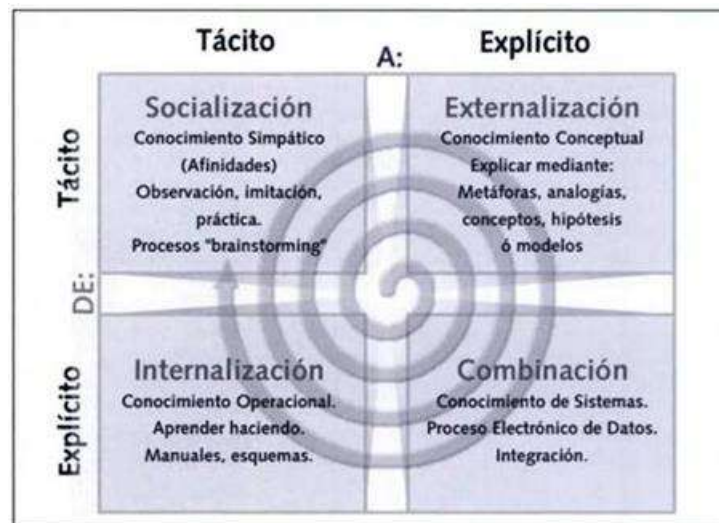 Tácito
A:
Explícito
DE:
Tácito
Socialización
Conocimiento Simpático
(Afinidades)
Observación, imitación,
práctica.
Procesos "brainstorming"
Externalización
Conocimiento Conceptual
Explicar mediante:
Metáforas, analogías,
conceptos, hipótesis
ó modelos
Explícito
Internalización
Conocimiento Operacional.
Aprender haciendo.
Manuales, esquemas.
Combinación
Conocimiento de Sistemas.
Proceso Electrónico de Datos.
Integración.